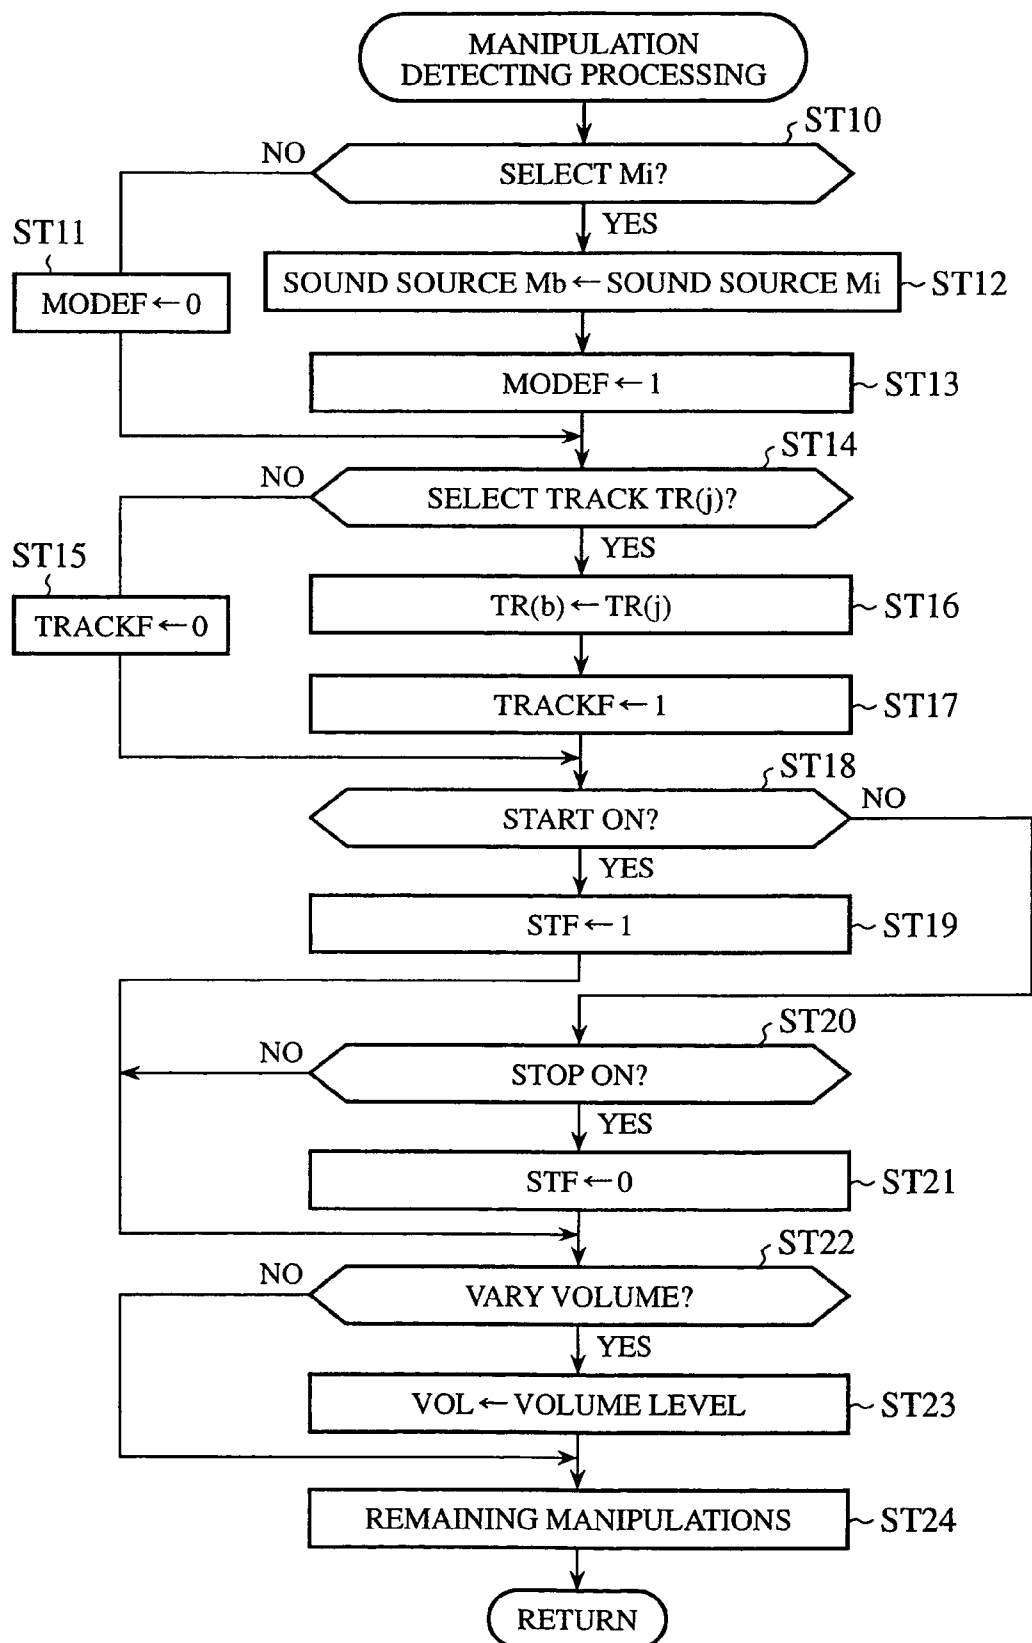 MANIPULATION
DETECTING PROCESSING
ST10
NO
SELECT Mi?
YES
ST11
MODEF←0
SOUND SOURCE Mb←SOUND SOURCE Mi
ST12
MODEF←1
ST13
ST14
NO
SELECT TRACK TR(j)?
YES
ST15
TRACKF←0
TR(b)←TR(j)
ST16
TRACKF←1
ST17
ST18
START ON?
NO
YES
STF←1
ST19
ST20
NO
STOP ON?
YES
STF←0
ST21
ST22
NO
VARY VOLUME?
YES
VOL←VOLUME LEVEL
ST23
REMAINING MANIPULATIONS
ST24
RETURN